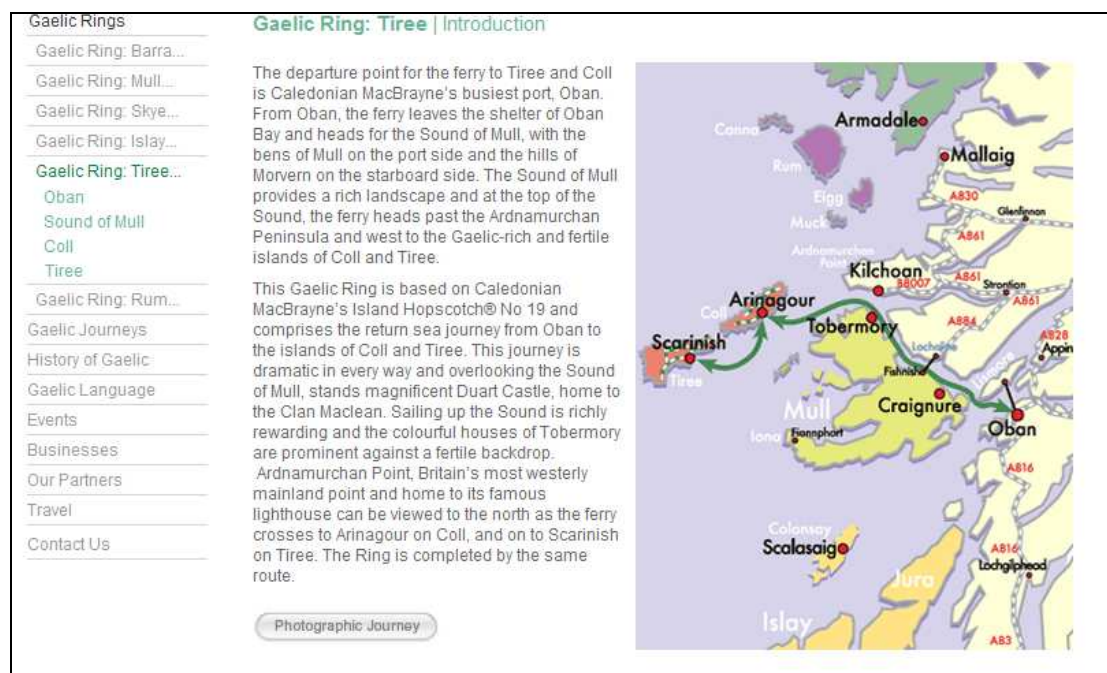 Gaelic Rings
Gaelic Ring: Barra...
Gaelic Ring: Mull...
Gaelic Ring: Skye...
Gaelic Ring: Islay...
Gaelic Ring: Tiree...
Oban
Sound of Mull
Coll
Tiree
Gaelic Ring: Rum...
Gaelic Journeys
History of Gaelic
Gaelic Language
Events
Businesses
Our Partners
Travel
Contact Us
Gaelic Ring: Tiree | Introduction
The departure point for the ferry to Tiree and Coll
is Caledonian MacBrayne's busiest port, Oban.
From Oban, the ferry leaves the shelter of Oban
Bay and heads for the Sound of Mull, with the
bens of Mull on the port side and the hills of
Morvern on the starboard side. The Sound of Mull
provides a rich landscape and at the top of the
Sound, the ferry heads past the Ardnamurchan
Peninsula and west to the Gaelic-rich and fertile
islands of Coll and Tiree.
This Gaelic Ring is based on Caledonian
MacBrayne's Island Hopscotch® No 19 and
comprises the return sea journey from Oban to
the islands of Coll and Tiree. This journey is
dramatic in every way and overlooking the Sound
of Mull, stands magnificent Duart Castle, home to
the Clan Maclean. Sailing up the Sound is richly
rewarding and the colourful houses of Tobermory
are prominent against a fertile backdrop.
Ardnamurchan Point, Britain's most westerly
mainland point and home to its famous
lighthouse can be viewed to the north as the ferry
crosses to Arinagour on Coll, and on to Scarinish
on Tiree. The Ring is completed by the same
route.
Photographic Journey
Canna
Armadale
Rum
Mallaig
Eigg
A830
Muck
Glenfinnan
A861
Ardnamurchan
Point
Kilchoan
B8007
A861
Strontian
A861
Arinagour
Coll
Tobermory
A884
A828
Scarinish
Lochaline
Appin
Tiree
Fishnish
Lismore
Mull
Craignure
Oban
Iona
Fionnphort
A816
Colonsay
Scalasaig
A816
Lochgilphead
Jura
Islay
A83